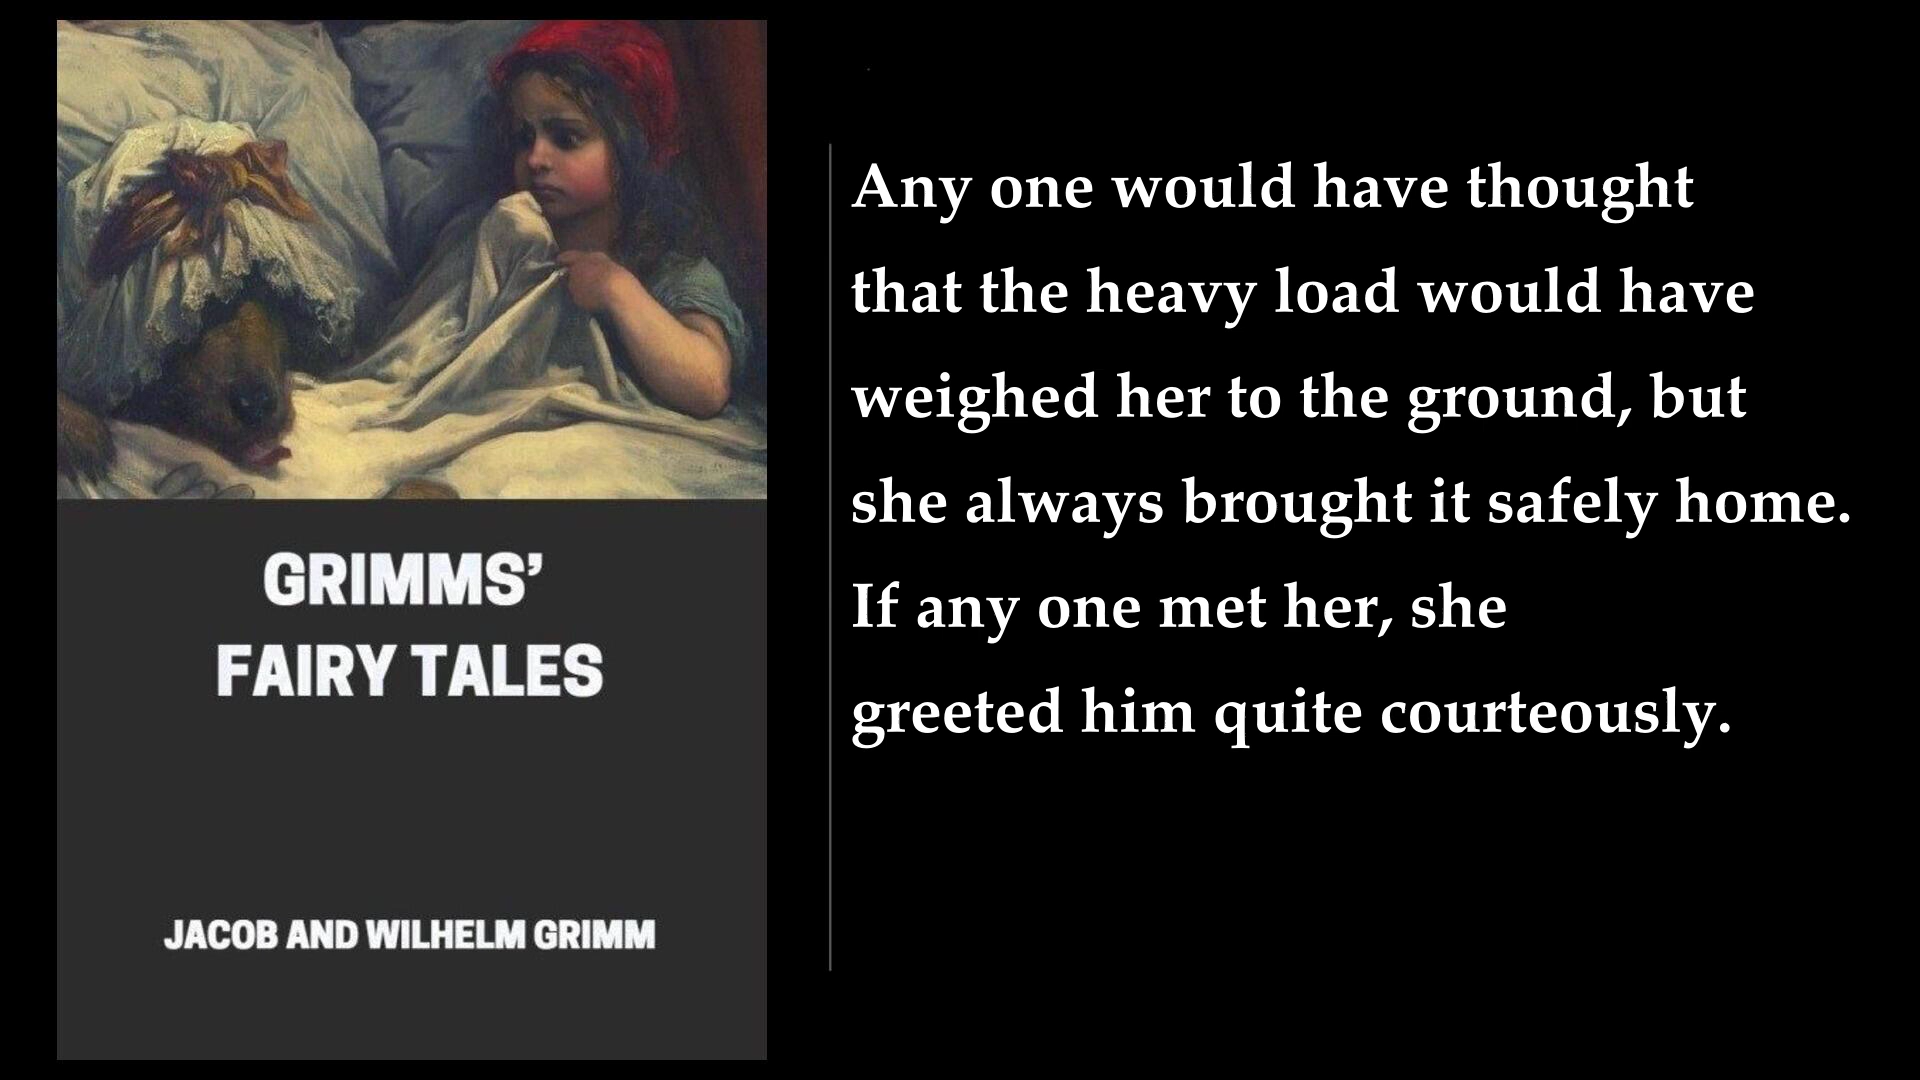 GRIMMS’
FAIRY TALES
JACOB AND WILHELM GRIMM
Any one would have thought
that the heavy load would have
weighed her to the ground, but
she always brought it safely home.
If any one met her, she
greeted him quite courteously.